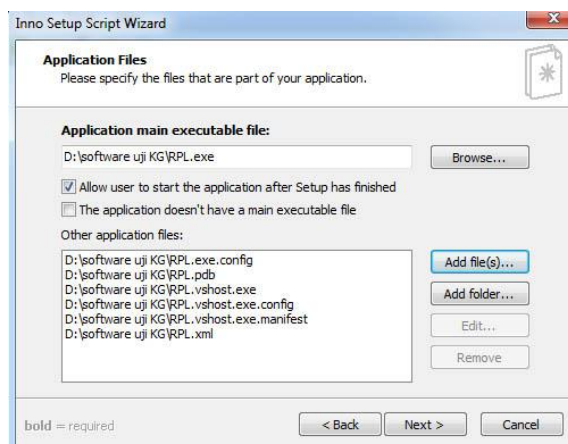 Inno Setup Script Wizard
Application Files
Please specify the files that are part of your application.
Application main executable file:
D:\software uji KG\RPL.exe
Browse...
Allow user to start the application after Setup has finished
The application doesn't have a main executable file
Other application files:
D:\software uji KG\RPL.exe.config
D:\software uji KG\RPL.pdb
D:\software uji KG\RPL.vshost.exe
D:\software uji KG\RPL.vshost.exe.config
D:\software uji KG\RPL.vshost.exe.manifest
D:\software uji KG\RPL.xml
Add file(s)...
Add folder...
Edit...
Remove
bold = required
< Back
Next >
Cancel